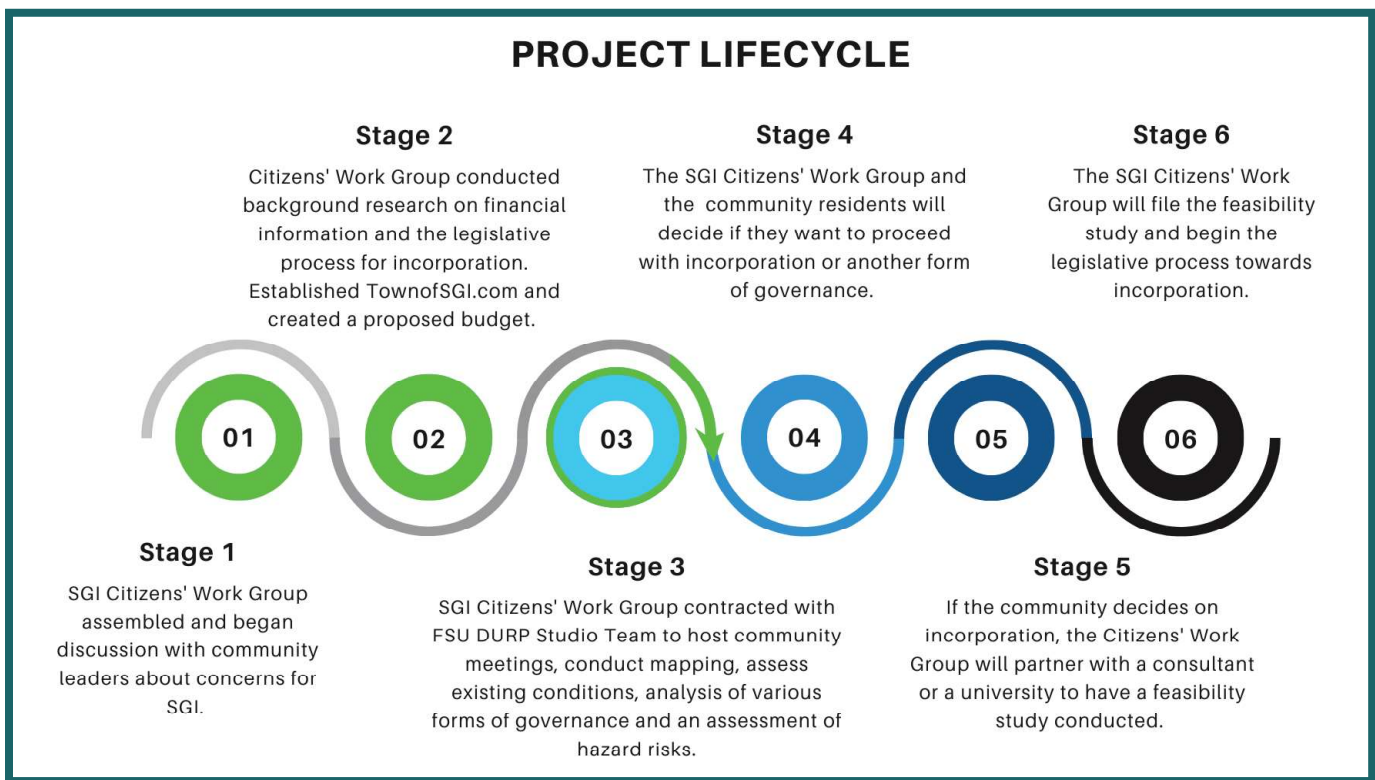 PROJECT LIFECYCLE
Stage 1
SGI Citizens' Work Group
assembled and began
discussion with community
leaders about concerns for
SGI.
Stage 2
Citizens' Work Group conducted
background research on financial
information and the legislative
process for incorporation.
Established TownofSGI.com and
created a proposed budget.
Stage 3
SGI Citizens' Work Group contracted with
FSU DURP Studio Team to host community
meetings, conduct mapping, assess
existing conditions, analysis of various
forms of governance and an assessment of
hazard risks.
Stage 4
The SGI Citizens' Work Group and
the community residents will
decide if they want to proceed
with incorporation or another form
of governance.
Stage 5
If the community decides on
incorporation, the Citizens' Work
Group will partner with a consultant
or a university to have a feasibility
study conducted.
Stage 6
The SGI Citizens' Work
Group will file the feasibility
study and begin the
legislative process towards
incorporation.
01
02
03
04
05
06